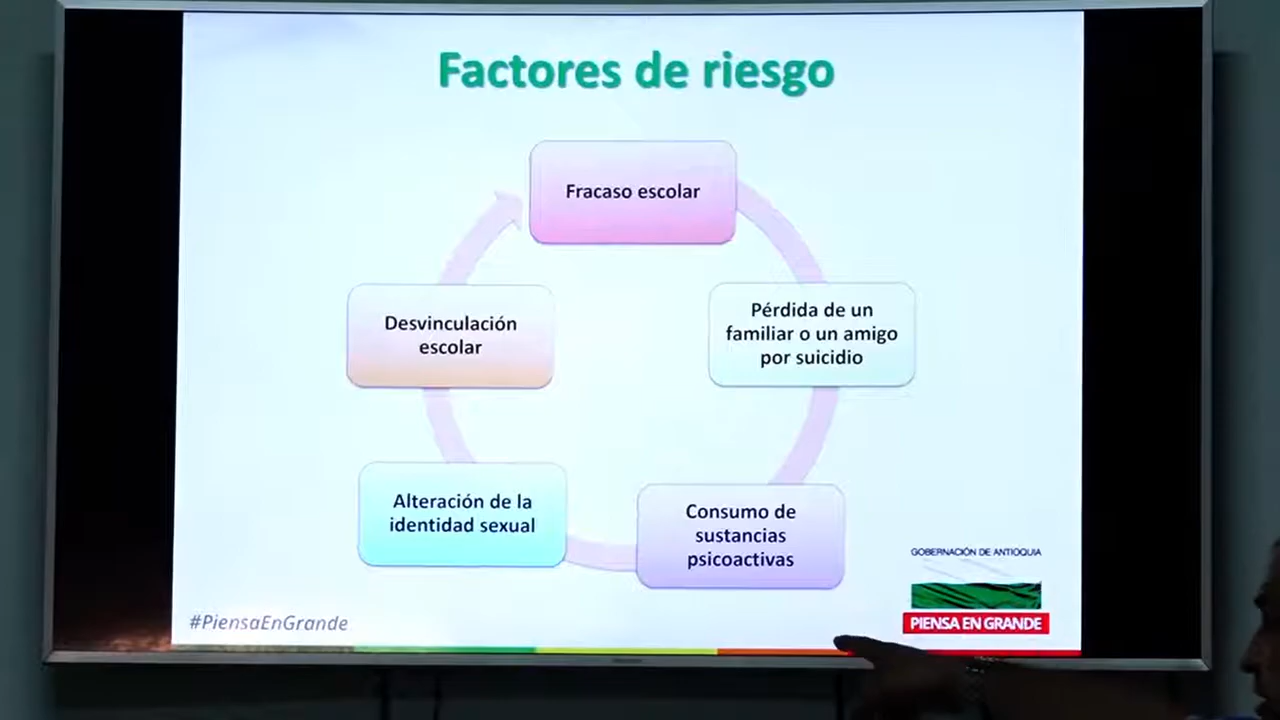 Factores de riesgo
Fracaso escolar
Pérdida de un
familiar o un amigo
por suicidio
Consumo de
sustancias
psicoactivas
Alteración de la
identidad sexual
Desvinculación
escolar
#PiensaEnGrande
GOBERNACIÓN DE ANTIOQUIA
PIENSA EN GRANDE